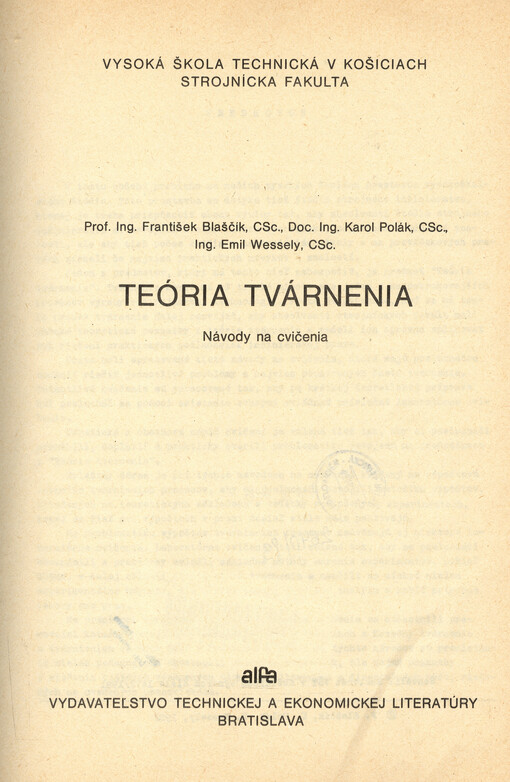 VYSOKÁ ŠKOLA TECHNICKÁ V KOŠICIACH
STROJNÍCKA FAKULTA
Prof. Ing. František Blaščík, CSc., Doc. Ing. Karol Polák, CSc.,
Ing. Emil Wessely, CSc.
TEÓRIA TVÁRNENIA
Návody na cvičenia
alfa
VYDAVATEĽSTVO TECHNICKEJ A EKONOMICKEJ LITERATÚRY
BRATISLAVA